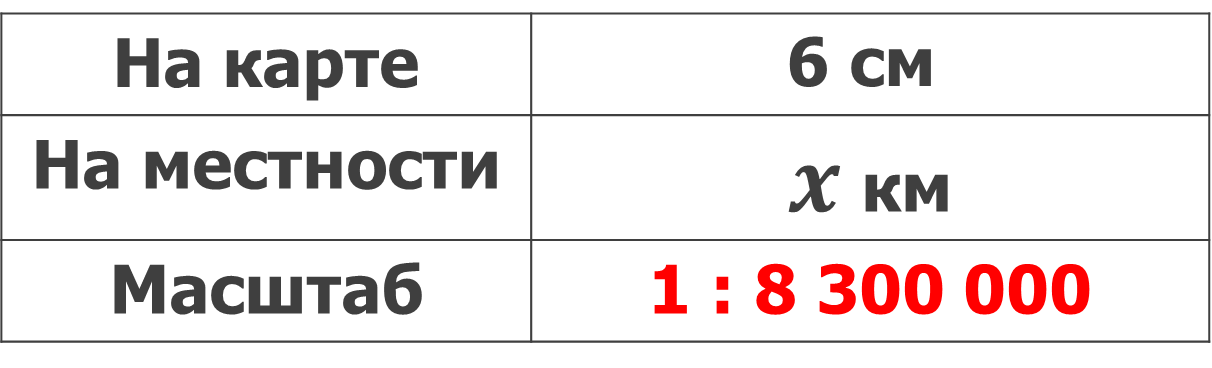 На карте 6 см
На местности x км
Масштаб 1 : 8 300 000